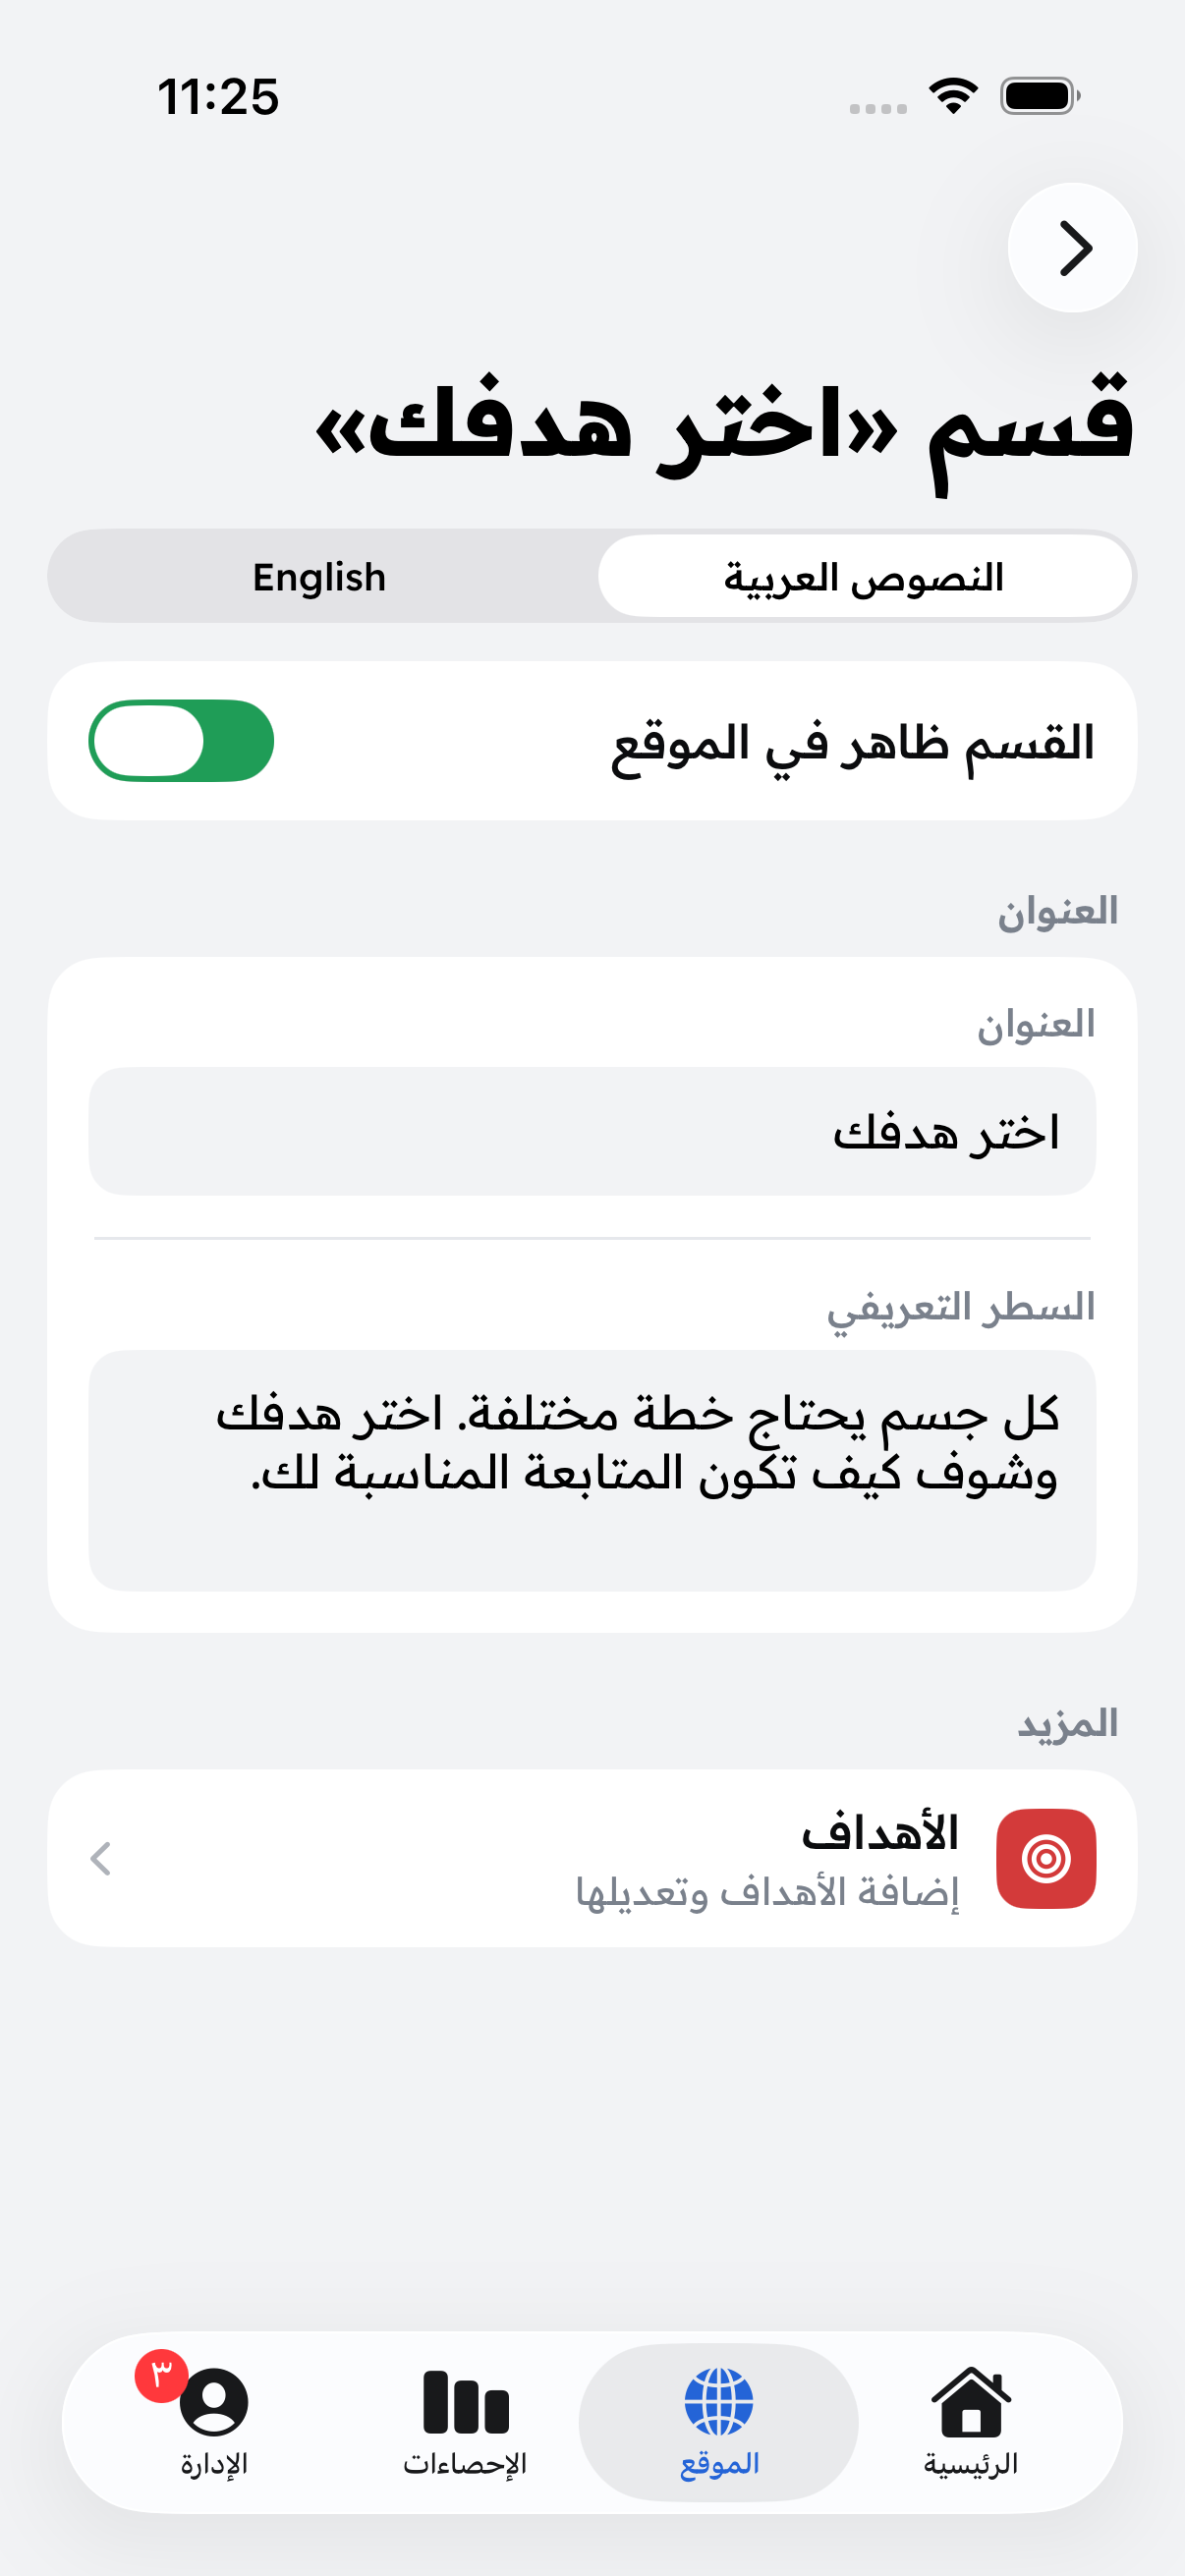 11:25
قسم «اختر هدفك»
النصوص العربية
English
القسم ظاهر في الموقع
العنوان
العنوان
اختر هدفك
السطر التعريفي
كل جسم يحتاج خطة مختلفة. اختر هدفك
وشوف كيف تكون المتابعة المناسبة لك.
المزيد
الأهداف
إضافة الأهداف وتعديلها
الرئيسية
الموقع
الإحصاءات
٣
الإدارة